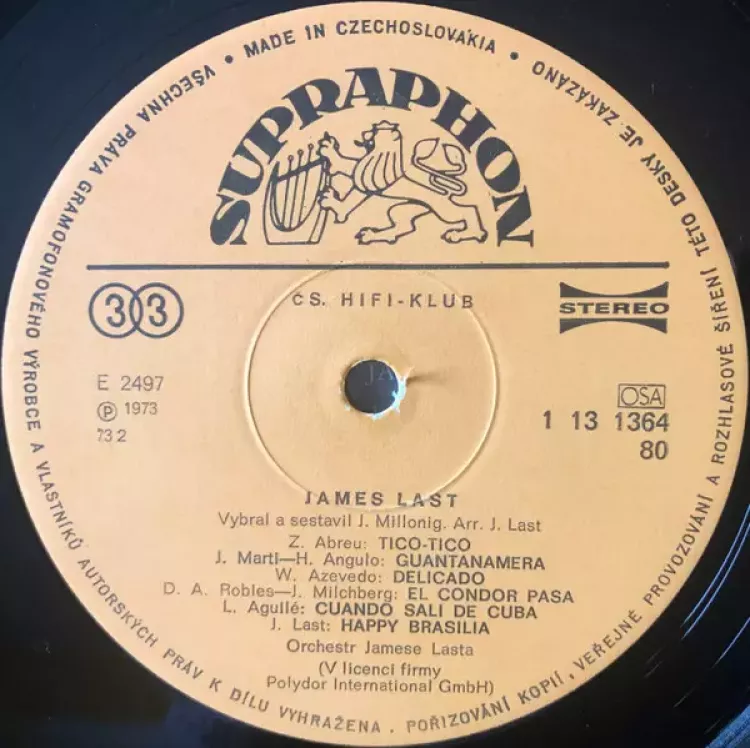 • MADE IN CZECHOSLOVAKIA •
VŠECHNA PRÁVA GRAMOFONOVÉHO VÝROBCE A VLASTNÍKŮ AUTORSKÝCH PRÁV K DÍLU VYHRAŽENA. POŘIZOVÁNÍ KOPIÍ, VEŘEJNÉ PROVOZOVÁNÍ A ROZHLASOVÉ ŠÍŘENÍ TÉTO DESKY JE ZAKÁZÁNO
SUPRAPHON
33
ČS. HIFI-KLUB
STEREO
E 2497
Ⓟ 1973
73 2
OSA
1 13 1364
80
JAMES LAST
Vybral a sestavil J. Millonig. Arr. J. Last
Z. Abreu: TICO-TICO
J. Marti—H. Angulo: GUANTANAMERA
W. Azevedo: DELICADO
D. A. Robles—J. Milchberg: EL CONDOR PASA
L. Agullé: CUANDO SALI DE CUBA
J. Last: HAPPY BRASILIA
Orchestr Jamese Lasta
(V licenci firmy
Polydor International GmbH)